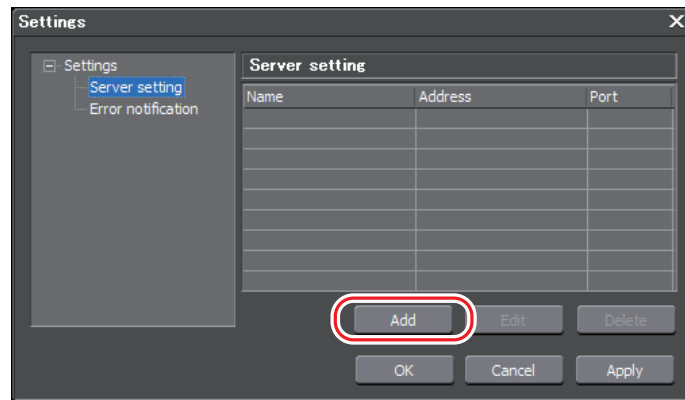 Settings
Settings
Server setting
Error notification
Server setting
Name Address Port
Add Edit Delete
OK Cancel Apply